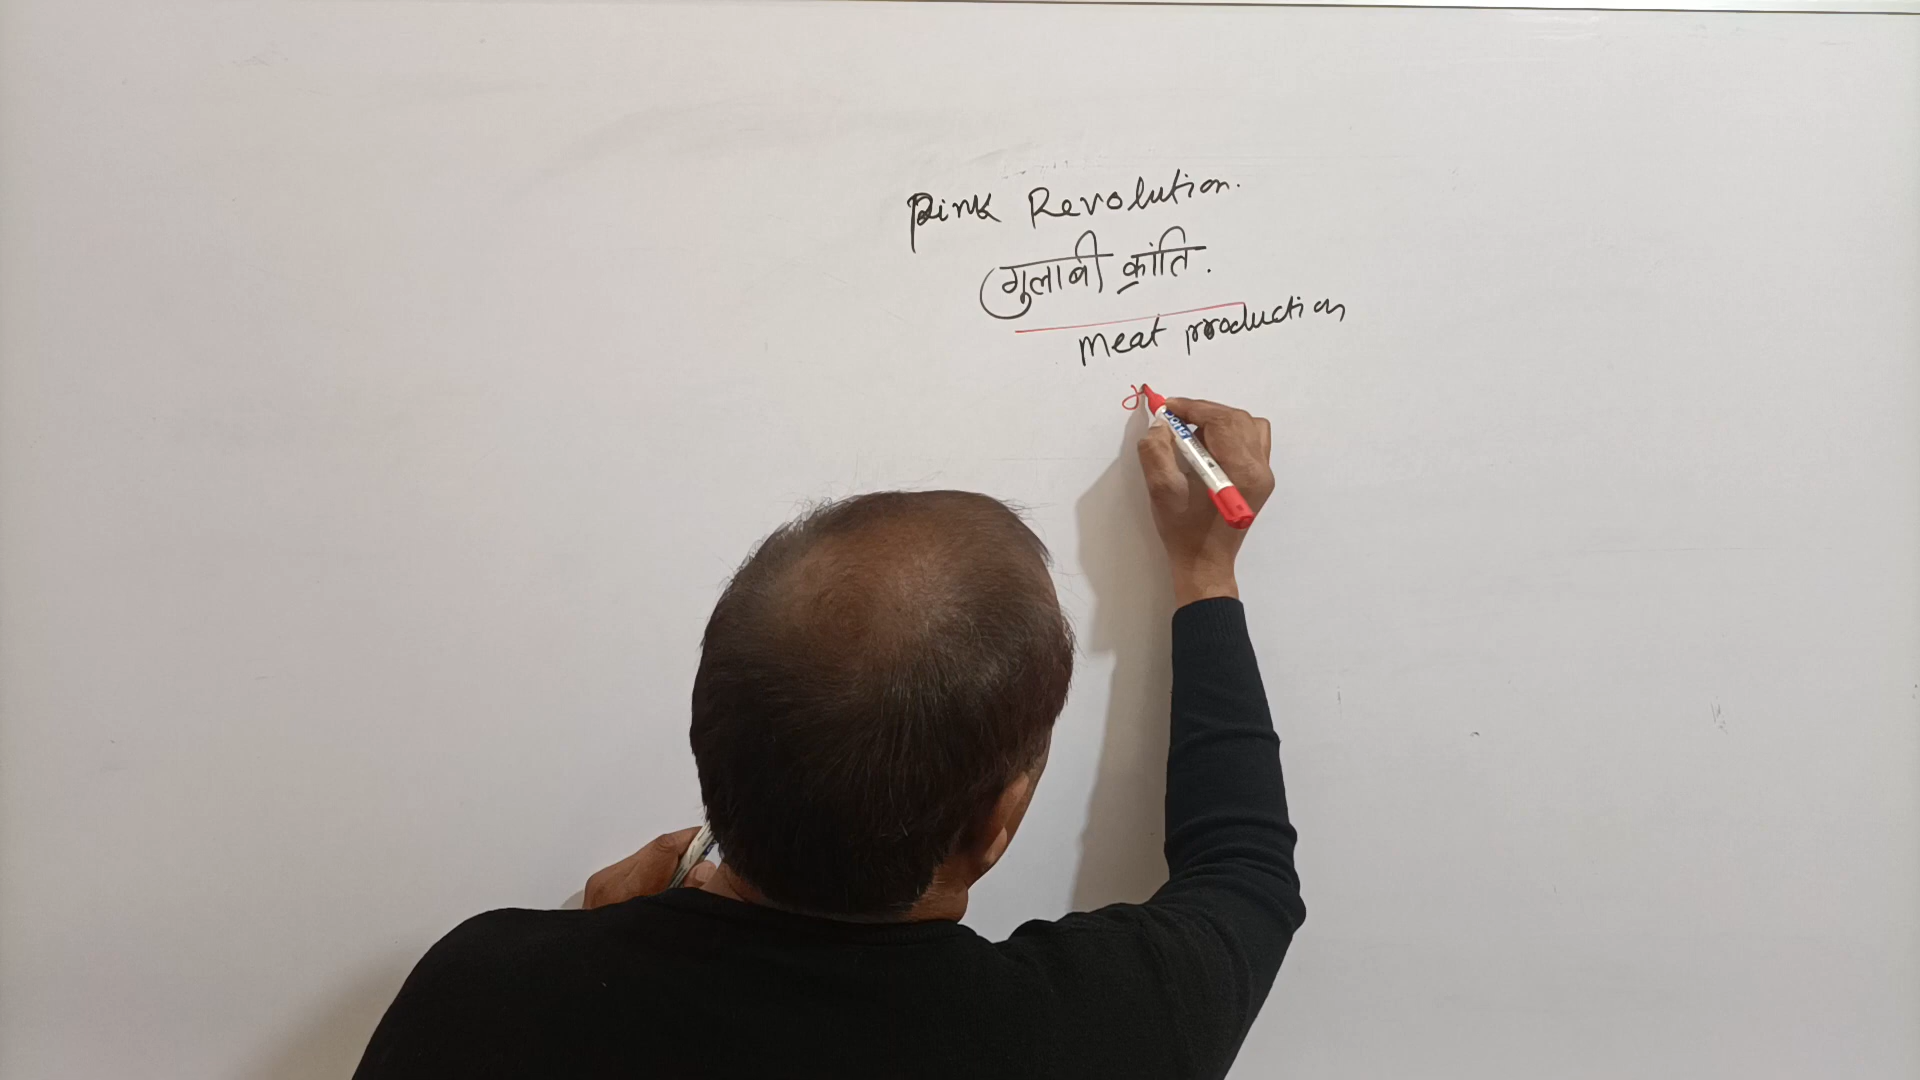 Pink Revolution.
(गुलाबी क्रांति.
Meat production